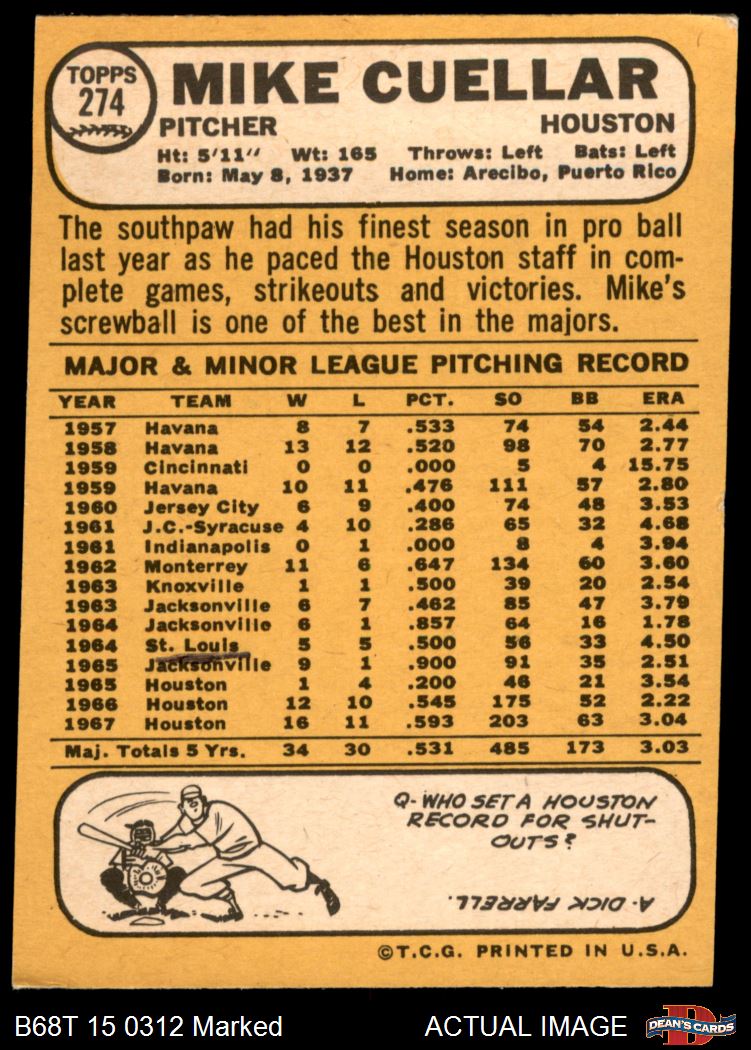 TOPPS
274
MIKE CUELLAR
PITCHER HOUSTON
Ht: 5'11" Wt: 165 Throws: Left Bats: Left
Born: May 8, 1937 Home: Arecibo, Puerto Rico
The southpaw had his finest season in pro ball
last year as he paced the Houston staff in com-
plete games, strikeouts and victories. Mike's
screwball is one of the best in the majors.
MAJOR & MINOR LEAGUE PITCHING RECORD
YEAR TEAM W L PCT. SO BB ERA
1957 Havana 8 7 .533 74 54 2.44
1958 Havana 13 12 .520 98 70 2.77
1959 Cincinnati 0 0 .000 5 4 15.75
1959 Havana 10 11 .476 111 57 2.80
1960 Jersey City 6 9 .400 74 48 3.53
1961 J.C.-Syracuse 4 10 .286 65 32 4.68
1961 Indianapolis 0 1 .000 8 4 3.94
1962 Monterrey 11 6 .647 134 60 3.60
1963 Knoxville 1 1 .500 39 20 2.54
1963 Jacksonville 6 7 .462 85 47 3.79
1964 Jacksonville 6 1 .857 64 16 1.78
1964 St. Louis 5 5 .500 56 33 4.50
1965 Jacksonville 9 1 .900 91 35 2.51
1965 Houston 1 4 .200 46 21 3.54
1966 Houston 12 10 .545 175 52 2.22
1967 Houston 16 11 .593 203 63 3.04
Maj. Totals 5 Yrs. 34 30 .531 485 173 3.03
Q- WHO SET A HOUSTON
RECORD FOR SHUT-
OUTS?
A- DICK FARRELL.
©T.C.G. PRINTED IN U.S.A.
B68T 15 0312 Marked ACTUAL IMAGE
D
DEAN'S CARDS